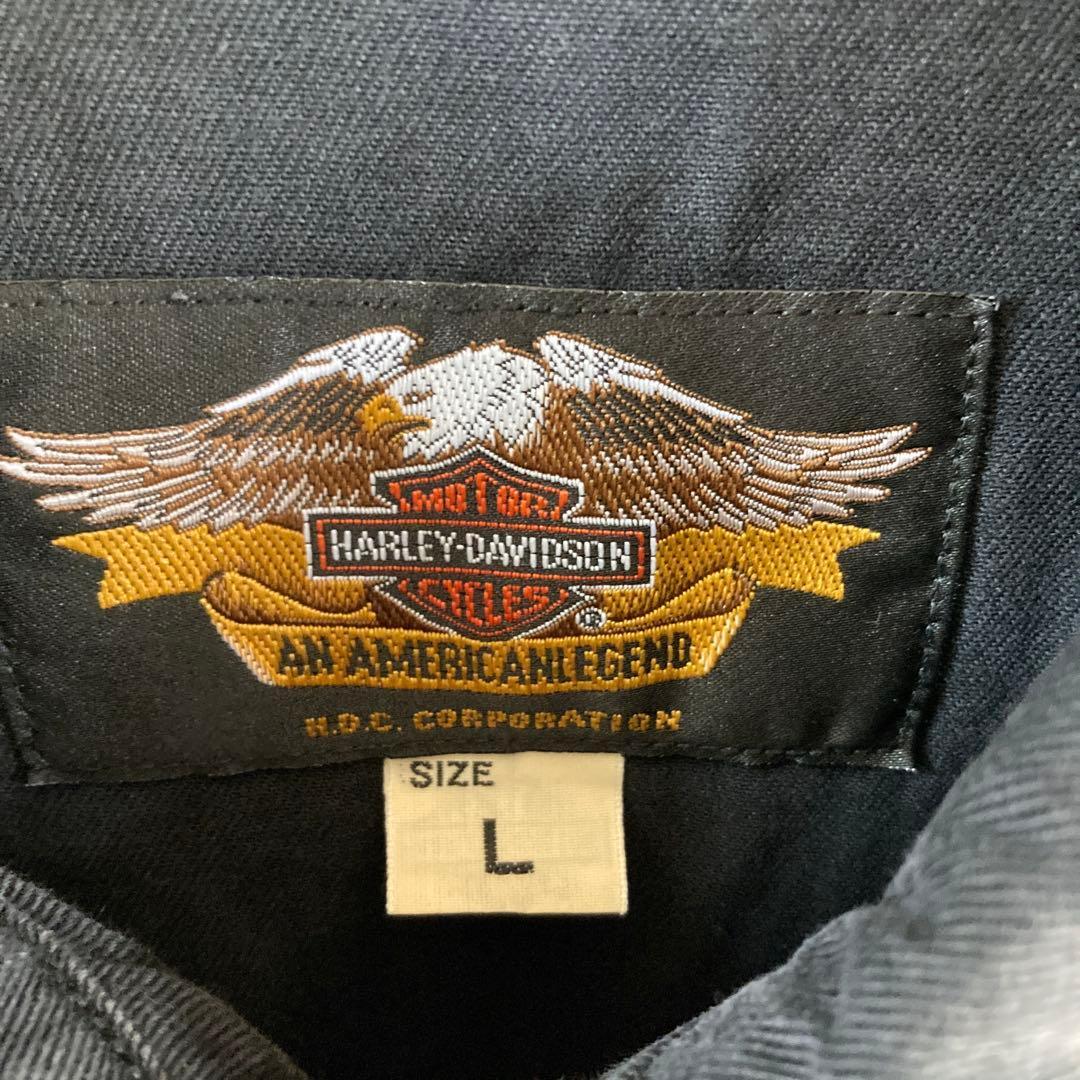 MOTOR
HARLEY-DAVIDSON
CYCLES
®
AN AMERICAN LEGEND
H.D.C. CORPORATION
SIZE
L